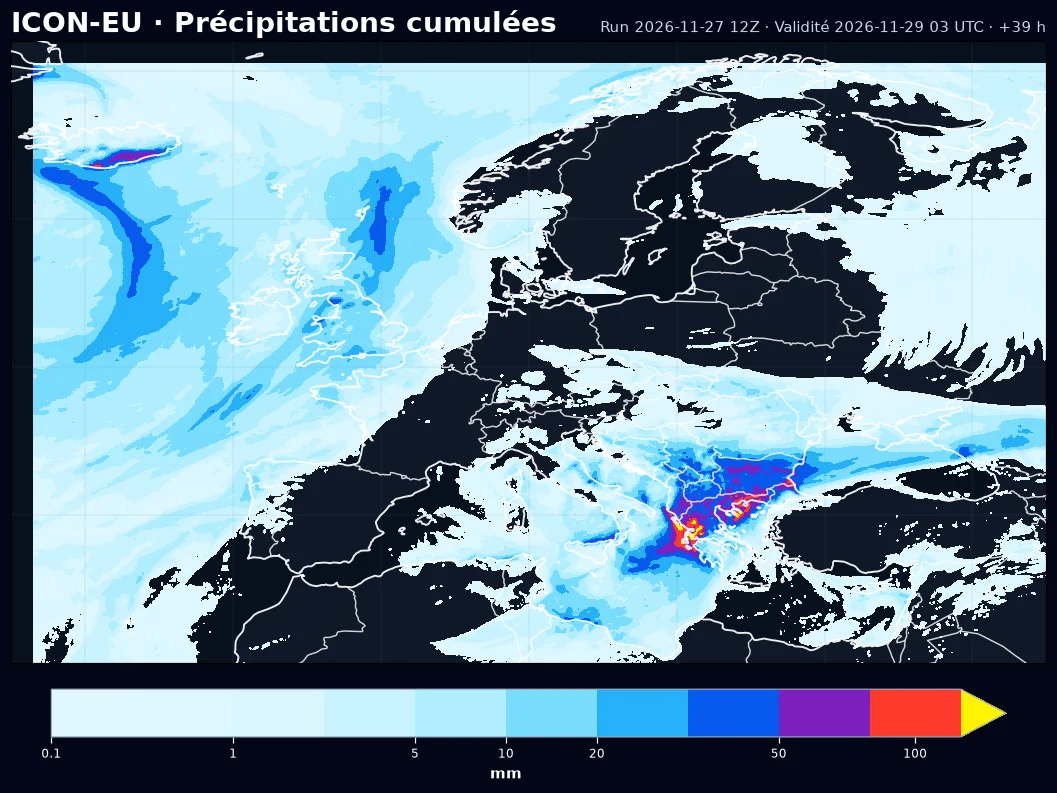 ICON-EU · Précipitations cumulées
Run 2026-11-27 12Z · Validité 2026-11-29 03 UTC · +39 h
0.1 1 5 10 20 50 100
mm